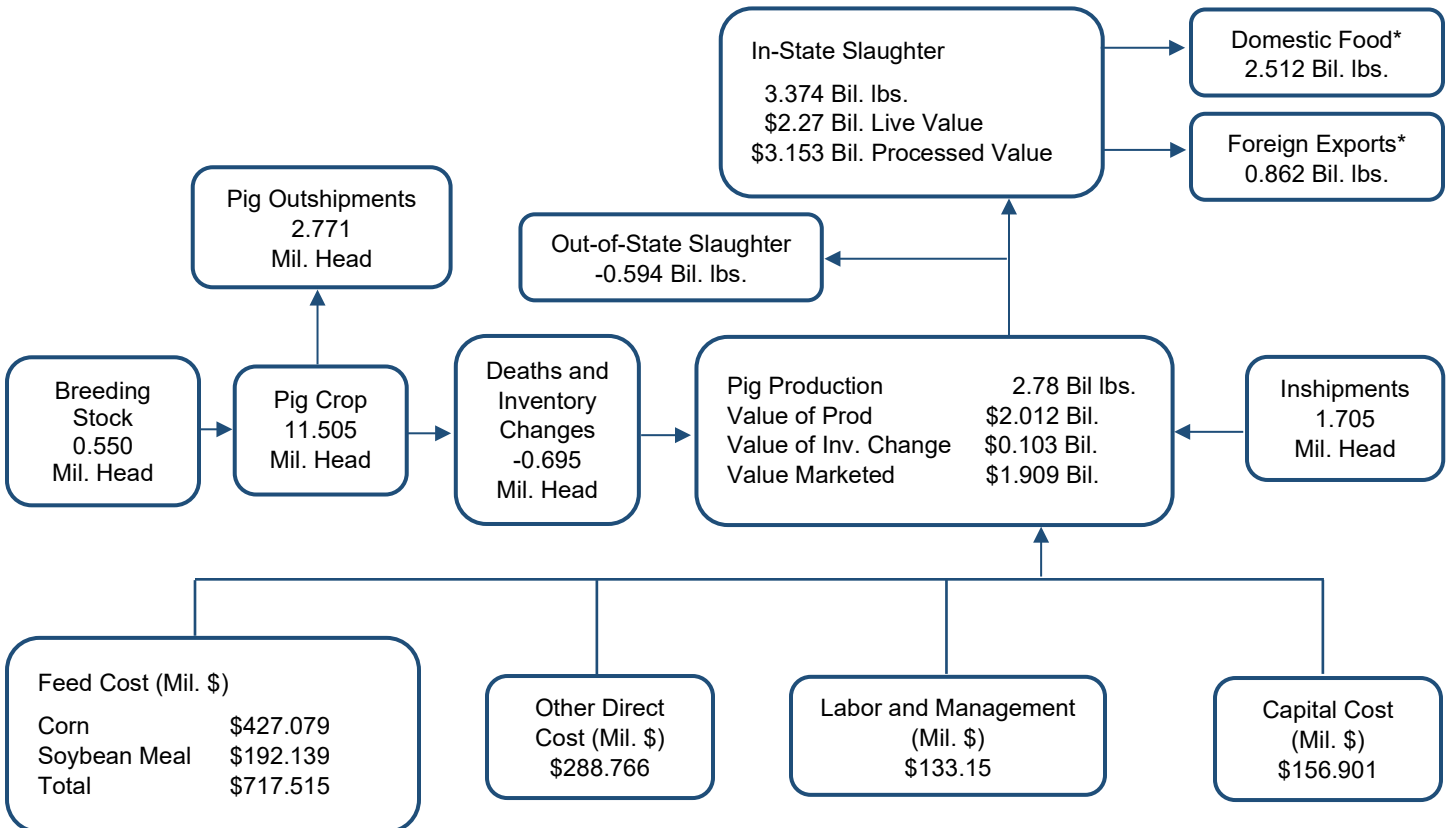 In-State Slaughter
3.374 Bil. lbs.
$2.27 Bil. Live Value
$3.153 Bil. Processed Value
Domestic Food*
2.512 Bil. lbs.
Foreign Exports*
0.862 Bil. lbs.
Pig Outshipments
2.771
Mil. Head
Out-of-State Slaughter
-0.594 Bil. lbs.
Breeding
Stock
0.550
Mil. Head
Pig Crop
11.505
Mil. Head
Deaths and
Inventory
Changes
-0.695
Mil. Head
Pig Production 2.78 Bil lbs.
Value of Prod $2.012 Bil.
Value of Inv. Change $0.103 Bil.
Value Marketed $1.909 Bil.
Inshipments
1.705
Mil. Head
Feed Cost (Mil. $)
Corn $427.079
Soybean Meal $192.139
Total $717.515
Other Direct
Cost (Mil. $)
$288.766
Labor and Management
(Mil. $)
$133.15
Capital Cost
(Mil. $)
$156.901